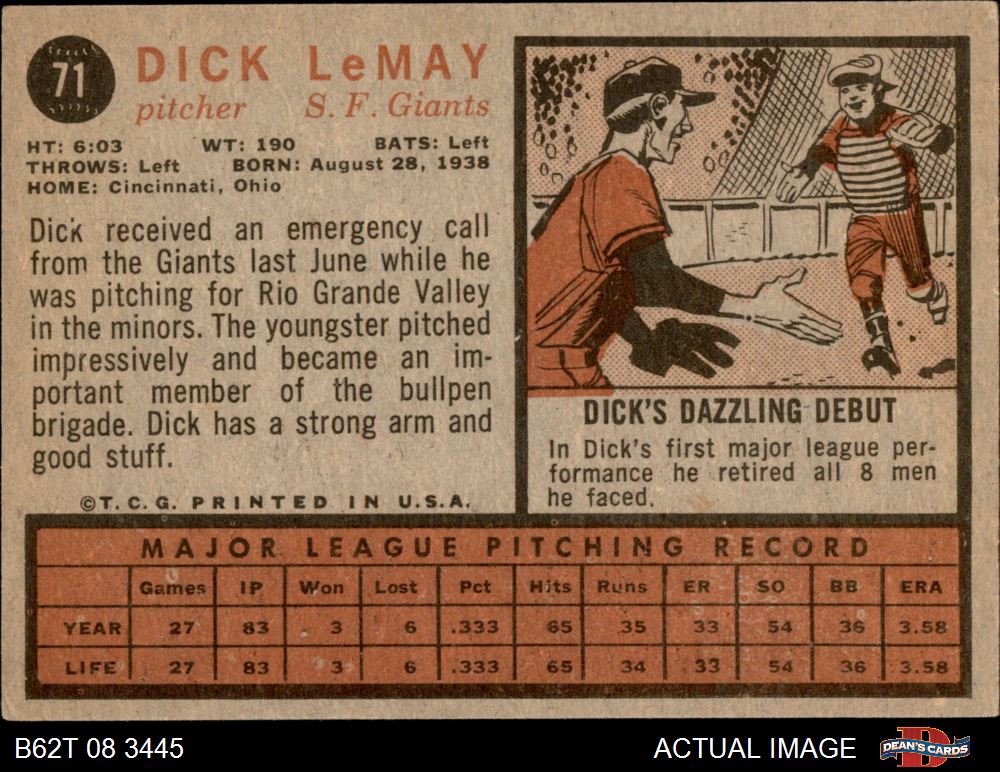 71
DICK LeMAY
pitcher S. F. Giants
HT: 6:03 WT: 190 BATS: Left
THROWS: Left BORN: August 28, 1938
HOME: Cincinnati, Ohio
Dick received an emergency call
from the Giants last June while he
was pitching for Rio Grande Valley
in the minors. The youngster pitched
impressively and became an im-
portant member of the bullpen
brigade. Dick has a strong arm and
good stuff.
©T.C.G. PRINTED IN U.S.A.
DICK'S DAZZLING DEBUT
In Dick's first major league per-
formance he retired all 8 men
he faced.
MAJOR LEAGUE PITCHING RECORD
Games IP Won Lost Pct Hits Runs ER SO BB ERA
YEAR 27 83 3 6 .333 65 35 33 54 36 3.58
LIFE 27 83 3 6 .333 65 34 33 54 36 3.58
B62T 08 3445 ACTUAL IMAGE DEAN'S CARDS